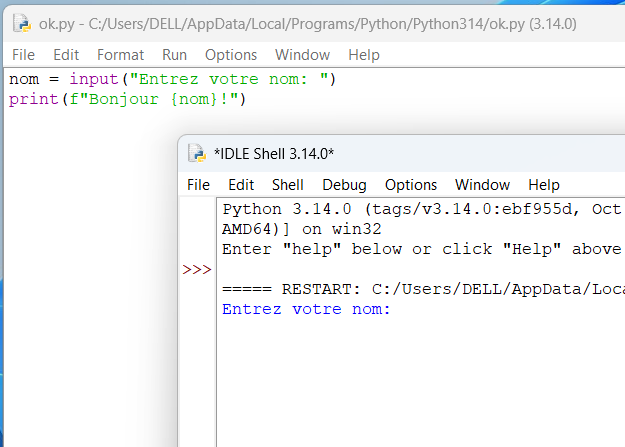 ok.py - C:/Users/DELL/AppData/Local/Programs/Python/Python314/ok.py (3.14.0)
File Edit Format Run Options Window Help
nom = input("Entrez votre nom: ")
print(f"Bonjour {nom}!")
*IDLE Shell 3.14.0*
File Edit Shell Debug Options Window Help
Python 3.14.0 (tags/v3.14.0:ebf955d, Oct
AMD64)] on win32
Enter "help" below or click "Help" above
>>>
===== RESTART: C:/Users/DELL/AppData/Loca
Entrez votre nom: